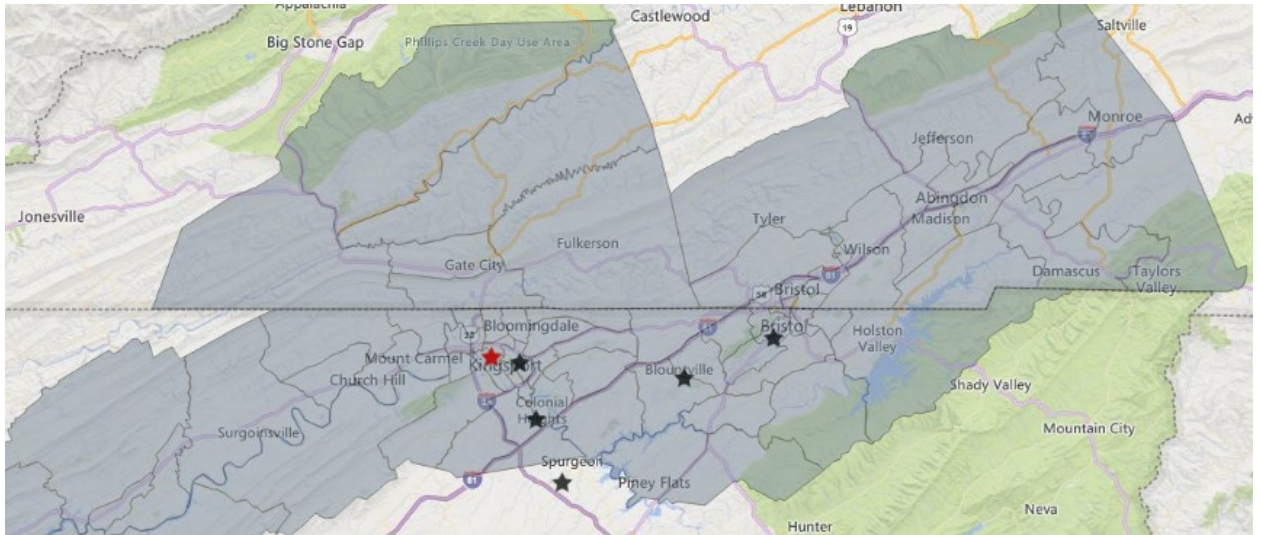 Appalachia
Castlewood
Lebanon
19
Saltville
Big Stone Gap
Phillips Creek Day Use Area
Monroe
Jefferson
Jonesville
Abingdon
Madison
Tyler
Fulkerson
Wilson
Gate City
81
Damascus
Taylors
Valley
Bristol
Bloomingdale
Bristol
Holston
Valley
Mount Carmel
Kingsport
Church Hill
Blountville
Shady Valley
Colonial
Heights
Surgoinsville
Mountain City
Spurgeon
81
Piney Flats
Neva
Hunter